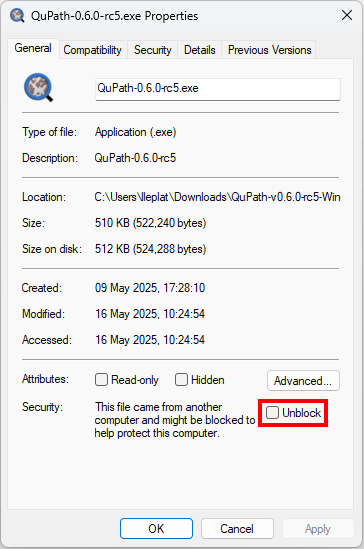 QuPath-0.6.0-rc5.exe Properties
General Compatibility Security Details Previous Versions
QuPath-0.6.0-rc5.exe
Type of file: Application (.exe)
Description: QuPath-0.6.0-rc5
Location: C:\Users\lleplat\Downloads\QuPath-v0.6.0-rc5-Win
Size: 510 KB (522,240 bytes)
Size on disk: 512 KB (524,288 bytes)
Created: 09 May 2025, 17:28:10
Modified: 16 May 2025, 10:24:54
Accessed: 16 May 2025, 10:24:54
Attributes: Read-only Hidden Advanced...
Security: This file came from another
computer and might be blocked to
help protect this computer.
Unblock
OK Cancel Apply